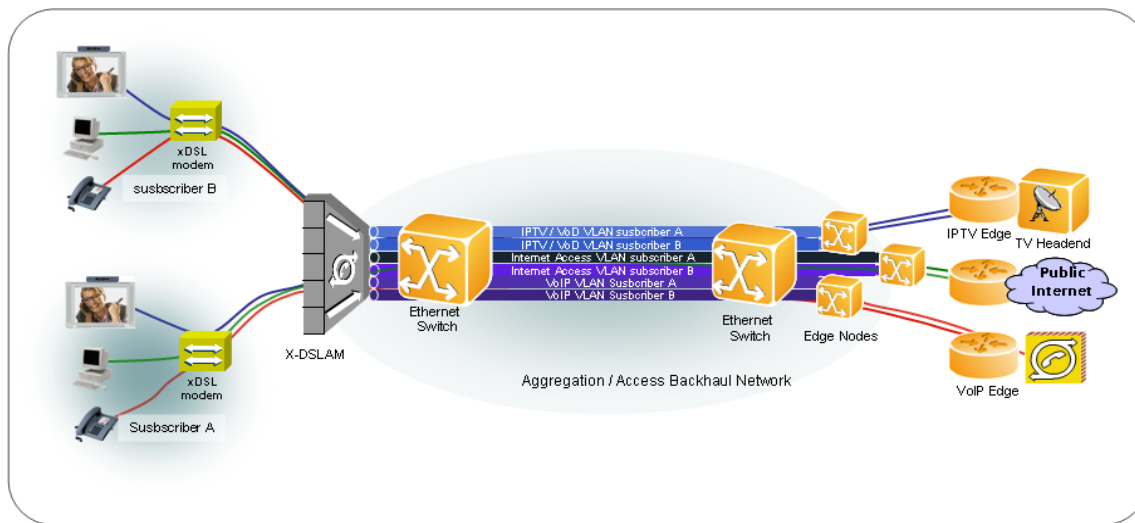 xDSL
modem
susbscriber B
xDSL
modem
Susbscriber A
X-DSLAM
Ethernet
Switch
IPTV / VoD VLAN susbcriber A
IPTV / VoD VLAN susbcriber B
Internet Access VLAN subscriber A
Internet Access VLAN susbcriber B
VoIP VLAN Susbcriber A
VoIP VLAN Susbcriber B
Ethernet
Switch
Edge Nodes
Aggregation / Access Backhaul Network
IPTV Edge
TV Headend
Public
Internet
VoIP Edge